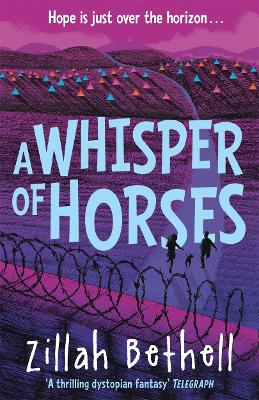 Hope is just over the horizon...
A WHISPER
OF HORSES
Zillah Bethell
'A thrilling dystopian fantasy' TELEGRAPH